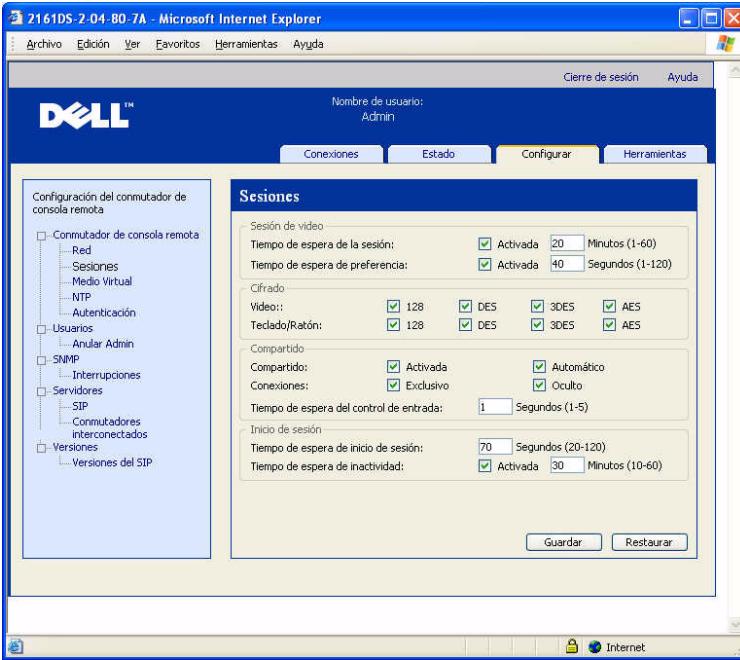 2161DS-2-04-80-7A - Microsoft Internet Explorer
Archivo Edición Ver Favoritos Herramientas Ayuda
Cierre de sesión Ayuda
DELL™
Nombre de usuario:
Admin
Conexiones Estado Configurar Herramientas
Configuración del conmutador de
consola remota
Conmutador de consola remota
Red
Sesiones
Medio Virtual
NTP
Autenticación
Usuarios
Anular Admin
SNMP
Interrupciones
Servidores
SIP
Conmutadores
interconectados
Versiones
Versiones del SIP
Sesiones
Sesión de video
Tiempo de espera de la sesión: Activada 20 Minutos (1-60)
Tiempo de espera de preferencia: Activada 40 Segundos (1-120)
Cifrado
Video:: 128 DES 3DES AES
Teclado/Ratón: 128 DES 3DES AES
Compartido
Compartido: Activada Automático
Conexiones: Exclusivo Oculto
Tiempo de espera del control de entrada: 1 Segundos (1-5)
Inicio de sesión
Tiempo de espera de inicio de sesión: 70 Segundos (20-120)
Tiempo de espera de inactividad: Activada 30 Minutos (10-60)
Guardar Restaurar
Internet